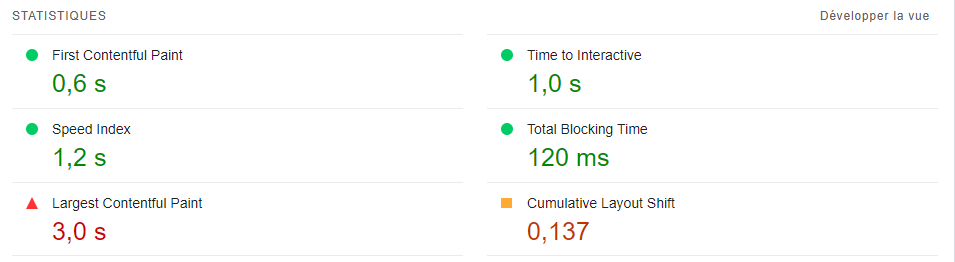 STATISTIQUES
Développer la vue
First Contentful Paint
0,6 s
Time to Interactive
1,0 s
Speed Index
1,2 s
Total Blocking Time
120 ms
Largest Contentful Paint
3,0 s
Cumulative Layout Shift
0,137